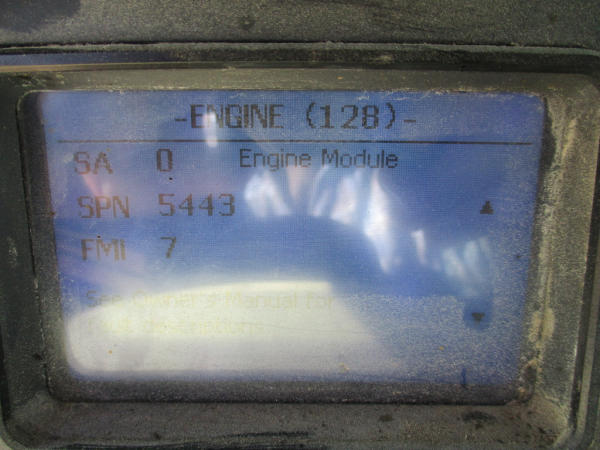 -ENGINE (128)-
SA 0 Engine Module
SPN 5443
FMI 7
See Owner's Manual for